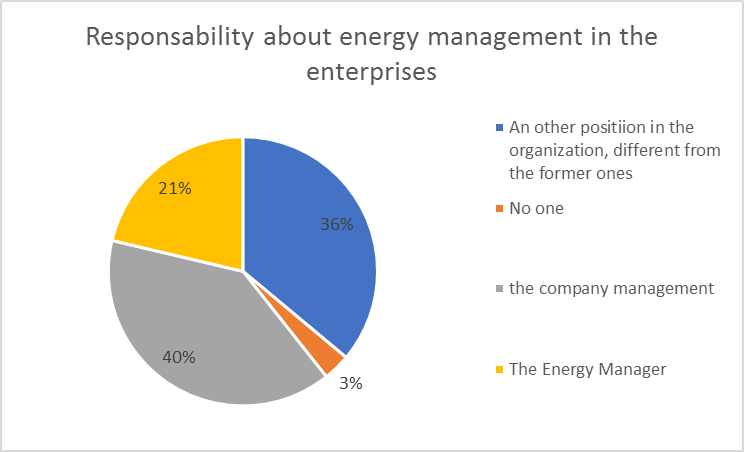 Responsability about energy management in the
enterprises
An other positiion in the
organization, different from
the former ones
No one
the company management
The Energy Manager
21%
36%
40%
3%